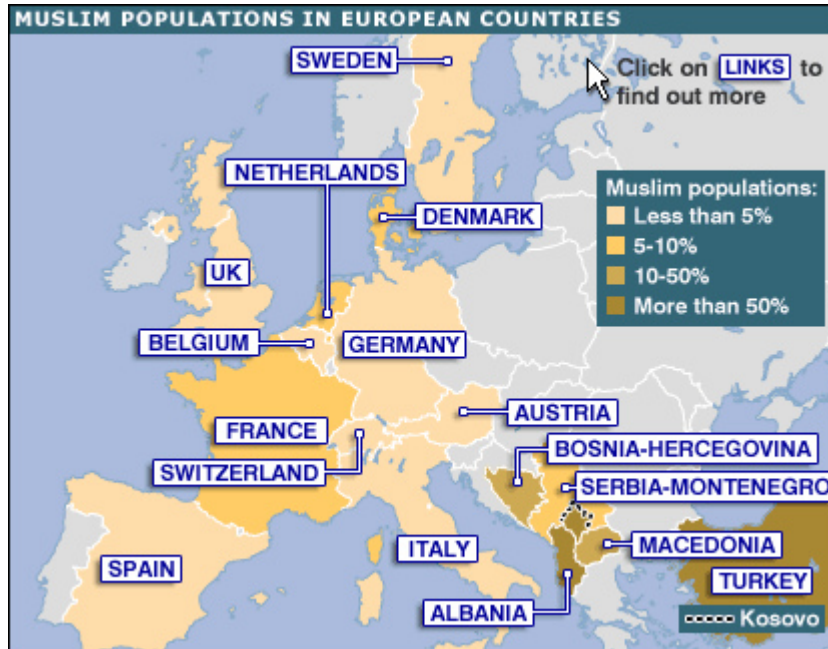 MUSLIM POPULATIONS IN EUROPEAN COUNTRIES
SWEDEN
Click on LINKS to
find out more
NETHERLANDS
Muslim populations:
Less than 5%
5-10%
10-50%
More than 50%
DENMARK
UK
BELGIUM
GERMANY
AUSTRIA
FRANCE
BOSNIA-HERCEGOVINA
SWITZERLAND
SERBIA-MONTENEGRO
ITALY
MACEDONIA
SPAIN
TURKEY
ALBANIA
Kosovo